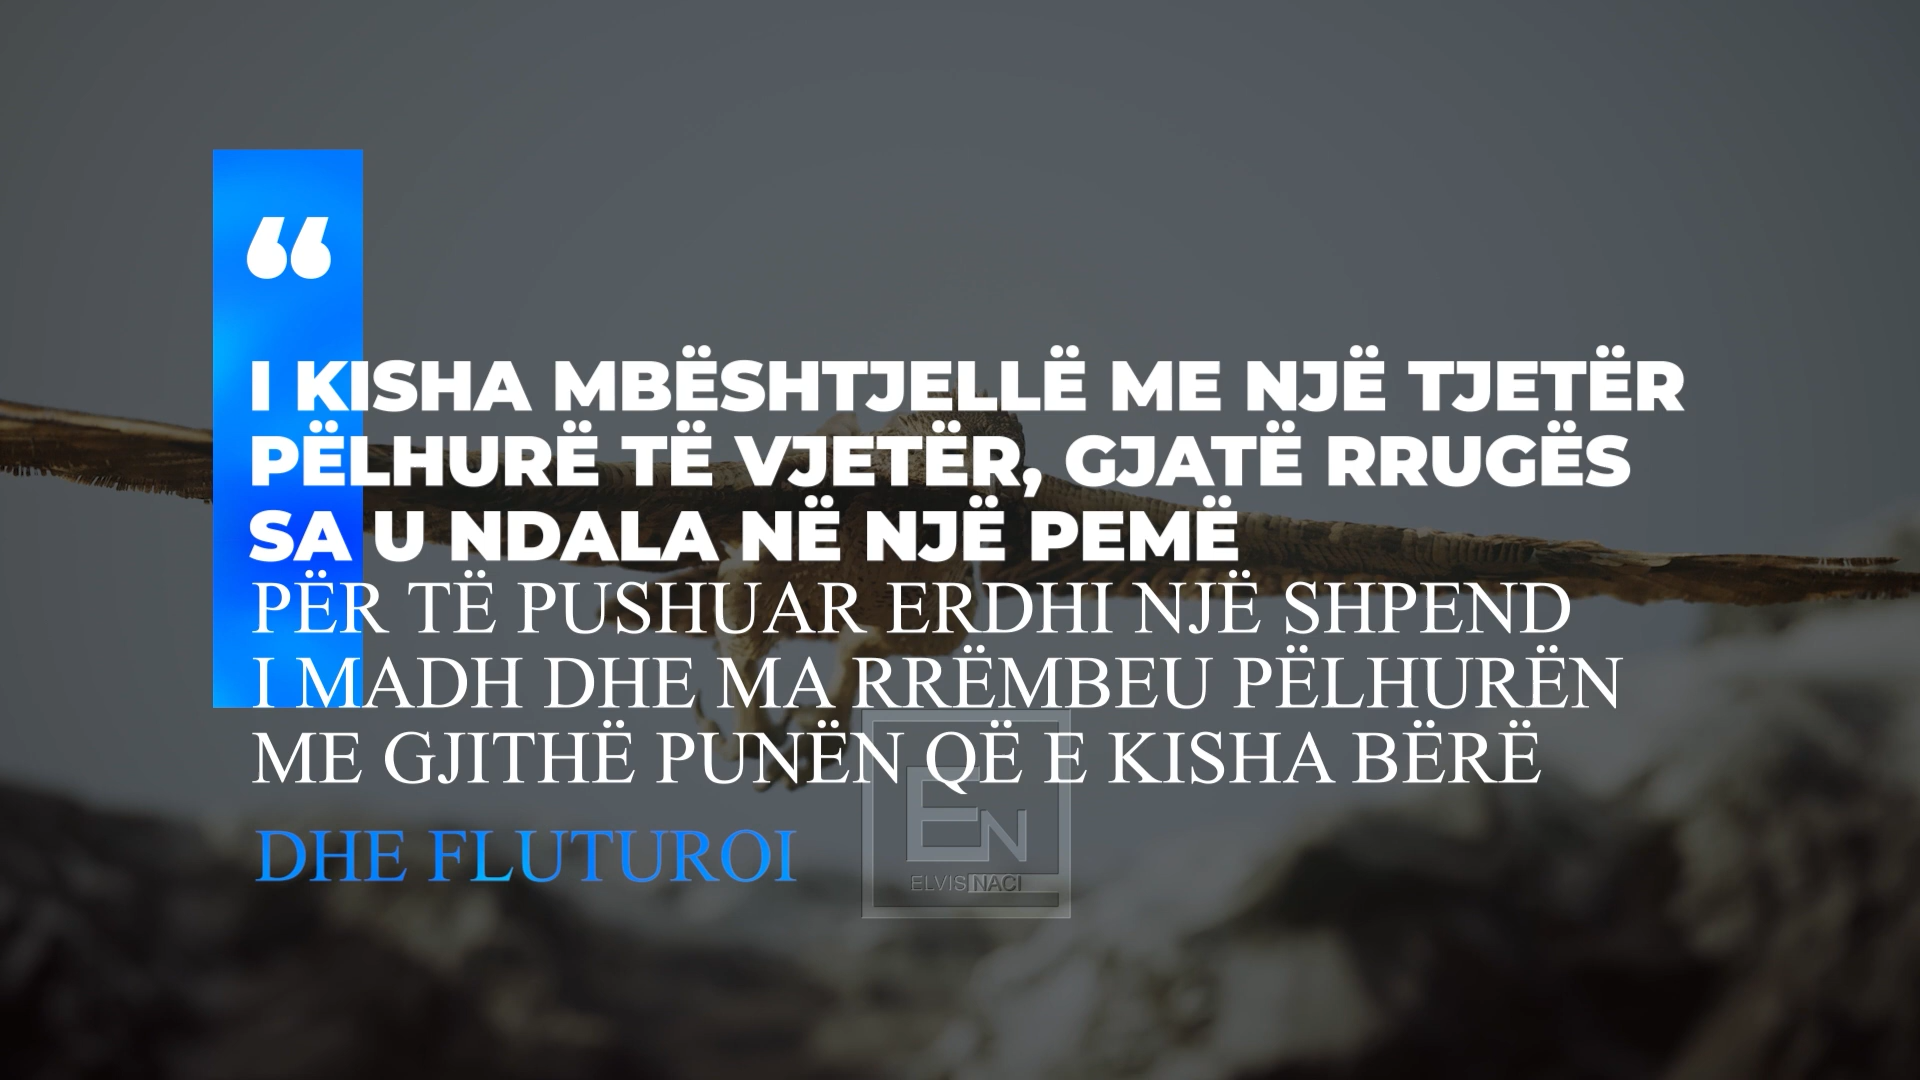 “
I KISHA MBËSHTJELLË ME NJË TJETËR
PËLHURË TË VJETËR, GJATË RRUGËS
SA U NDALA NË NJË PEMË
PËR TË PUSHUAR ERDHI NJË SHPEND
I MADH DHE MA RRËMBEU PËLHURËN
ME GJITHË PUNËN QË E KISHA BËRË
DHE FLUTUROI
EN
ELVIS NACI